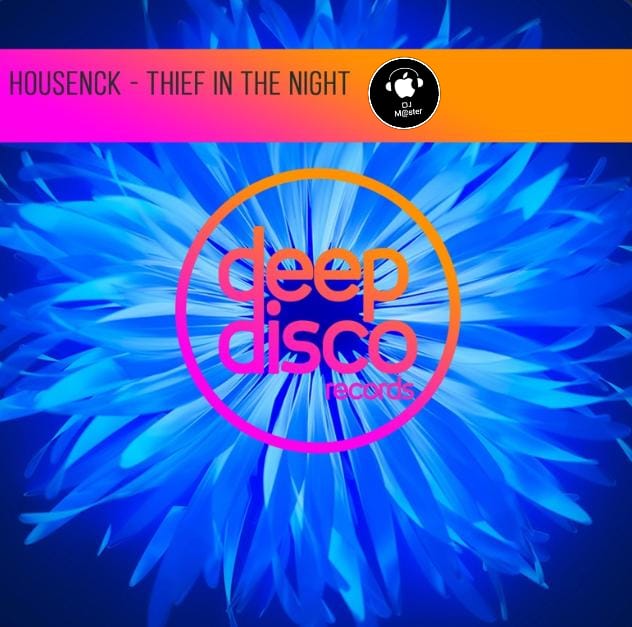 HOUSENCK - THIEF IN THE NIGHT
DJ
M@ster
deep
disco
records